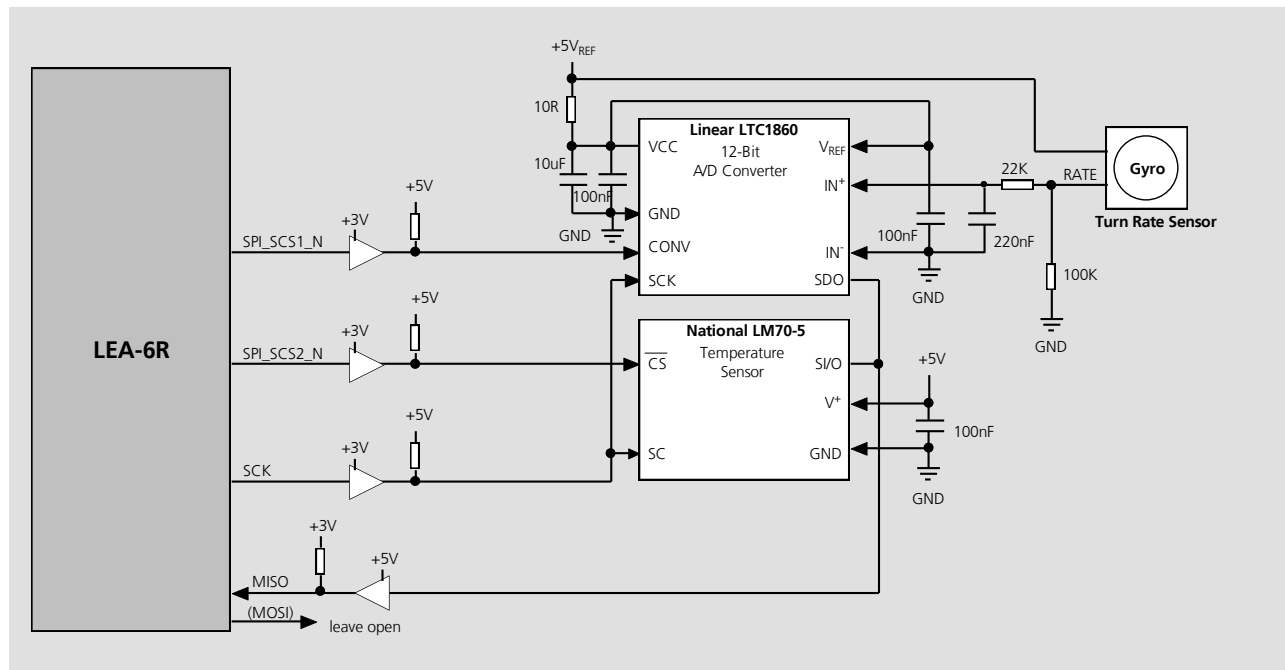 +5VREF
10R
Linear LTC1860
12-Bit
A/D Converter
VCC
VREF
10uF
100nF
IN+
22K
RATE
Gyro
Turn Rate Sensor
+5V
+3V
GND
GND
CONV
IN-
100nF
220nF
SPI_SCS1_N
SCK
SDO
GND
100K
GND
+5V
+3V
LEA-6R
National LM70-5
Temperature
Sensor
SPI_SCS2_N
CS
SI/O
+5V
V+
100nF
+5V
+3V
SCK
SC
GND
GND
+3V
+5V
MISO
(MOSI)
leave open